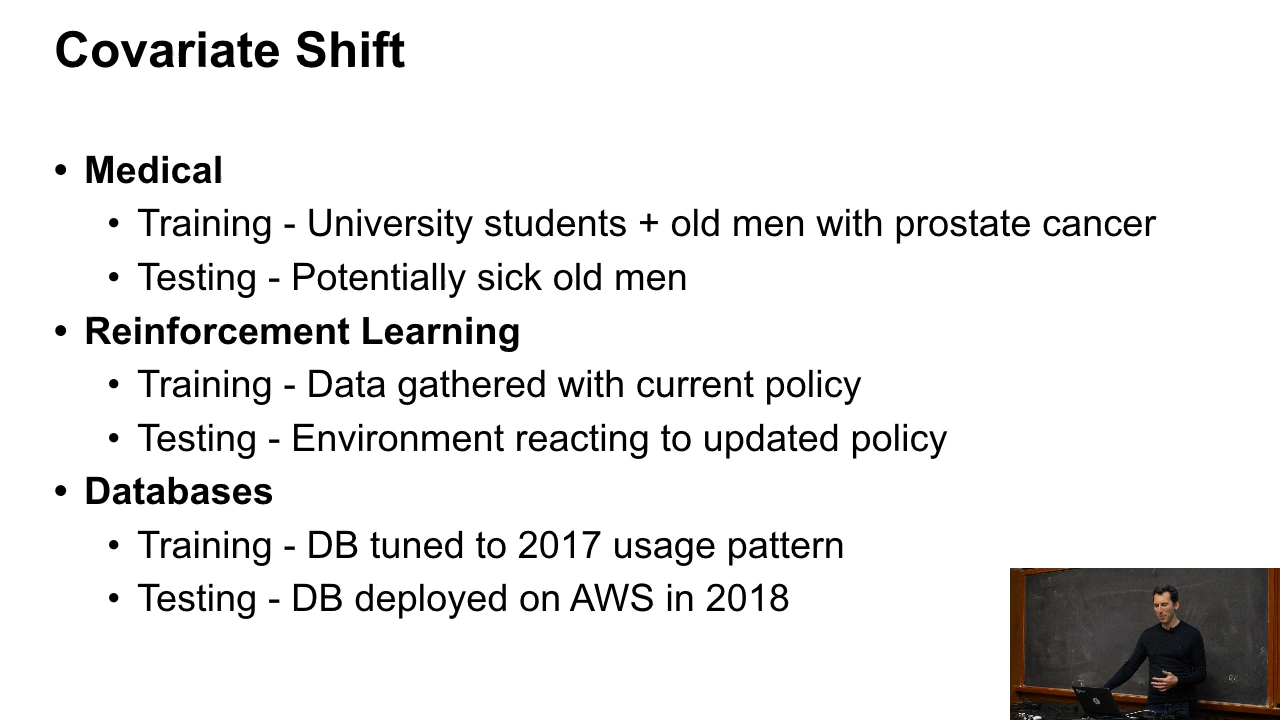 Covariate Shift
• Medical
• Training - University students + old men with prostate cancer
• Testing - Potentially sick old men
• Reinforcement Learning
• Training - Data gathered with current policy
• Testing - Environment reacting to updated policy
• Databases
• Training - DB tuned to 2017 usage pattern
• Testing - DB deployed on AWS in 2018